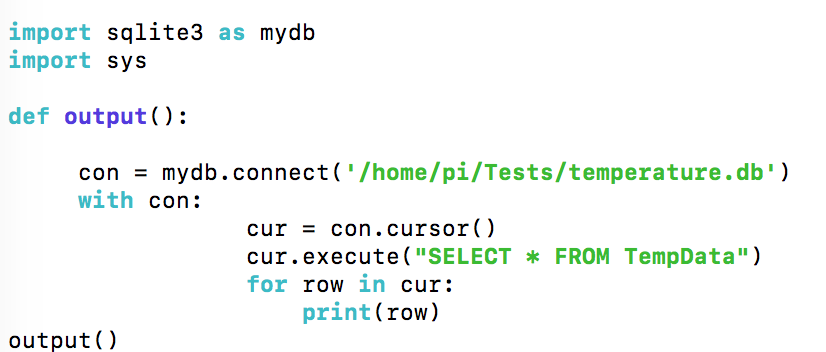 import sqlite3 as mydb
import sys
def output():
con = mydb.connect('/home/pi/Tests/temperature.db')
with con:
cur = con.cursor()
cur.execute("SELECT * FROM TempData")
for row in cur:
print(row)
output()